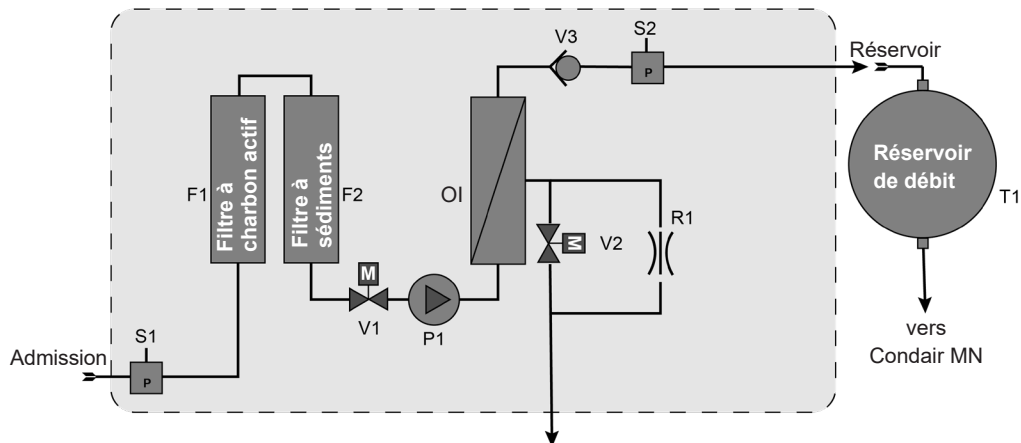 S2
V3
Réservoir
P
Filtre à
charbon actif
Filtre à
sédiments
F1
F2
OI
Réservoir
de débit
T1
R1
M
V2
M
V1
P1
S1
Admission
P
vers
Condair MN